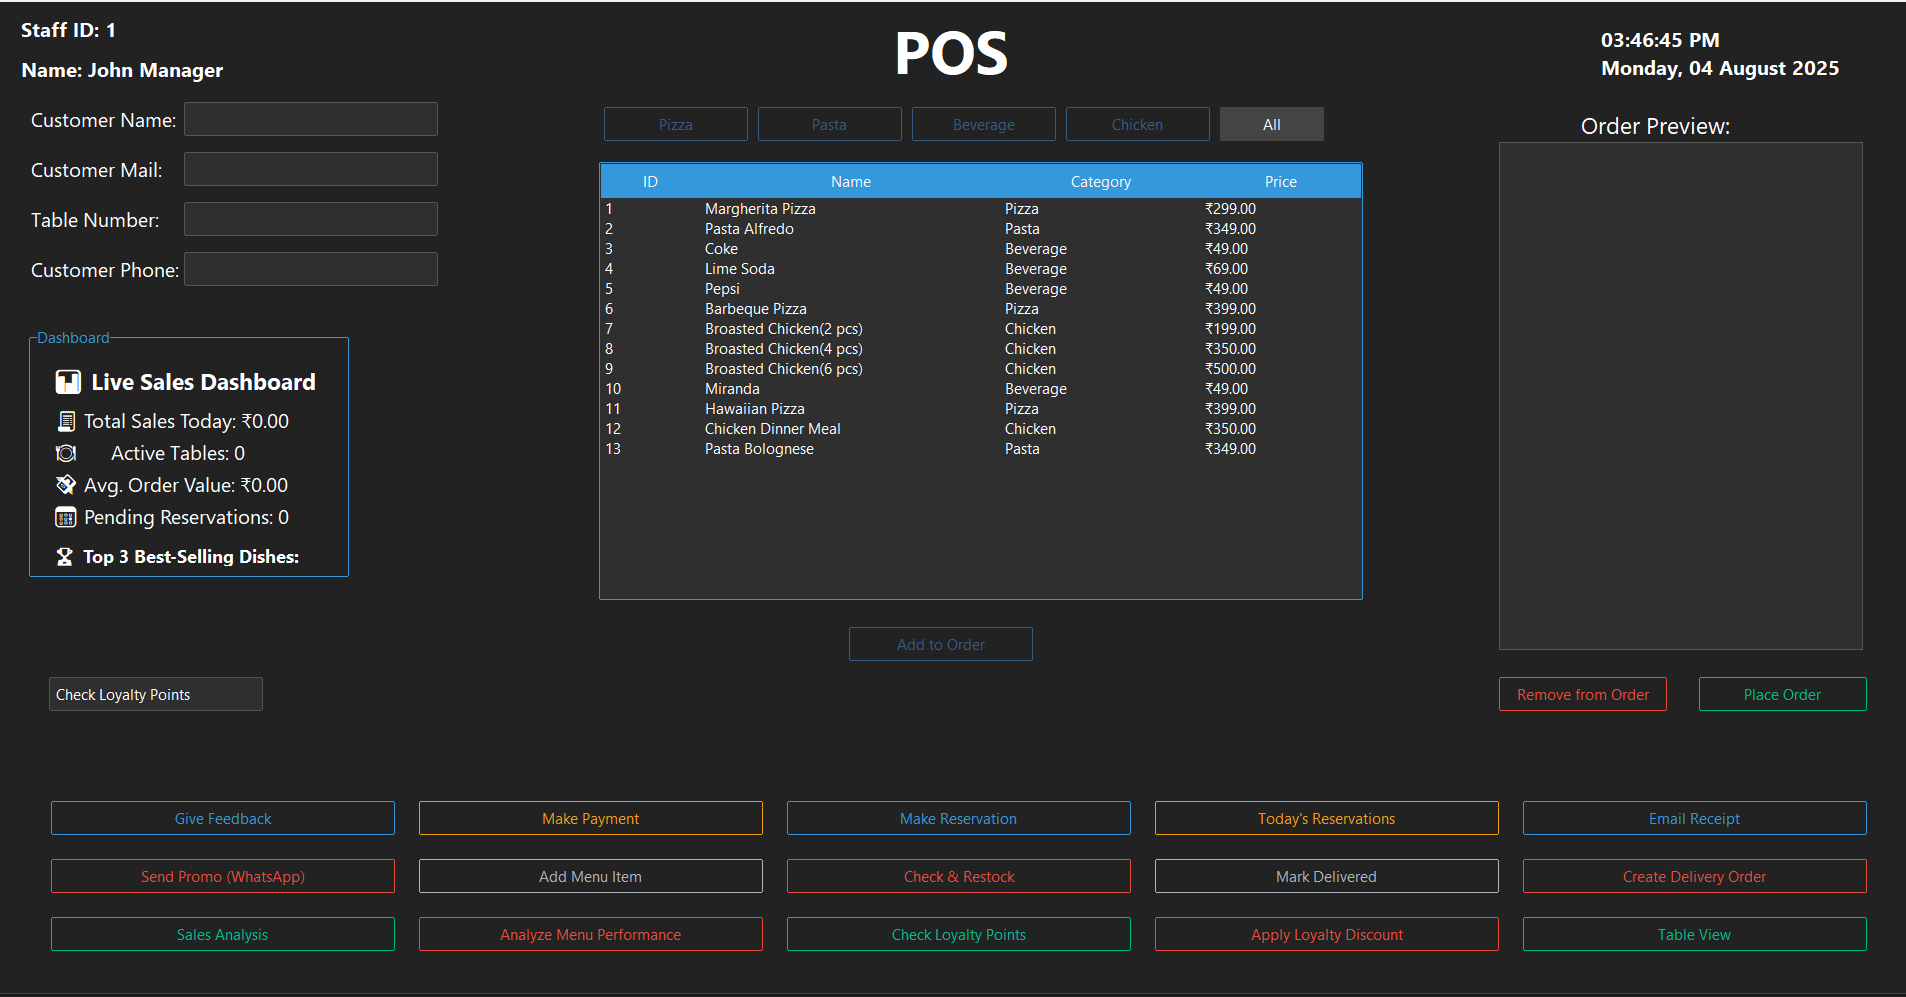 Staff ID: 1
Name: John Manager
POS
03:46:45 PM
Monday, 04 August 2025
Customer Name:
Customer Mail:
Table Number:
Customer Phone:
Pizza Pasta Beverage Chicken All
ID Name Category Price
1 Margherita Pizza Pizza ₹299.00
2 Pasta Alfredo Pasta ₹349.00
3 Coke Beverage ₹49.00
4 Lime Soda Beverage ₹69.00
5 Pepsi Beverage ₹49.00
6 Barbeque Pizza Pizza ₹399.00
7 Broasted Chicken(2 pcs) Chicken ₹199.00
8 Broasted Chicken(4 pcs) Chicken ₹350.00
9 Broasted Chicken(6 pcs) Chicken ₹500.00
10 Miranda Beverage ₹49.00
11 Hawaiian Pizza Pizza ₹399.00
12 Chicken Dinner Meal Chicken ₹350.00
13 Pasta Bolognese Pasta ₹349.00
Add to Order
Order Preview:
Remove from Order Place Order
Dashboard
Live Sales Dashboard
Total Sales Today: ₹0.00
Active Tables: 0
Avg. Order Value: ₹0.00
Pending Reservations: 0
Top 3 Best-Selling Dishes:
Check Loyalty Points
Give Feedback Make Payment Make Reservation Today's Reservations Email Receipt
Send Promo (WhatsApp) Add Menu Item Check & Restock Mark Delivered Create Delivery Order
Sales Analysis Analyze Menu Performance Check Loyalty Points Apply Loyalty Discount Table View